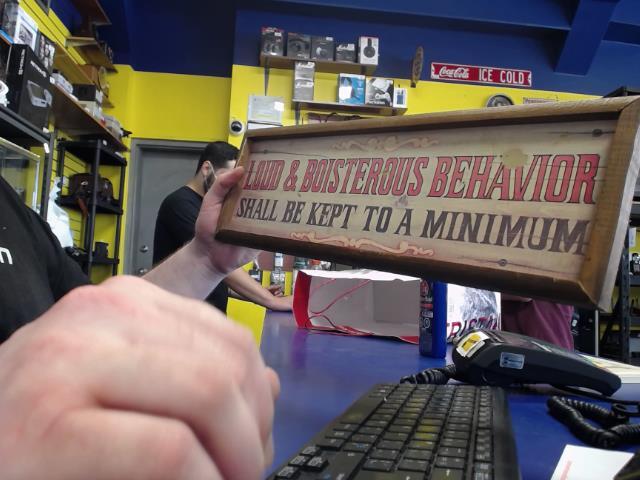 Coca-Cola ICE COLD
LOUD & BOISTEROUS BEHAVIOR
SHALL BE KEPT TO A MINIMUM